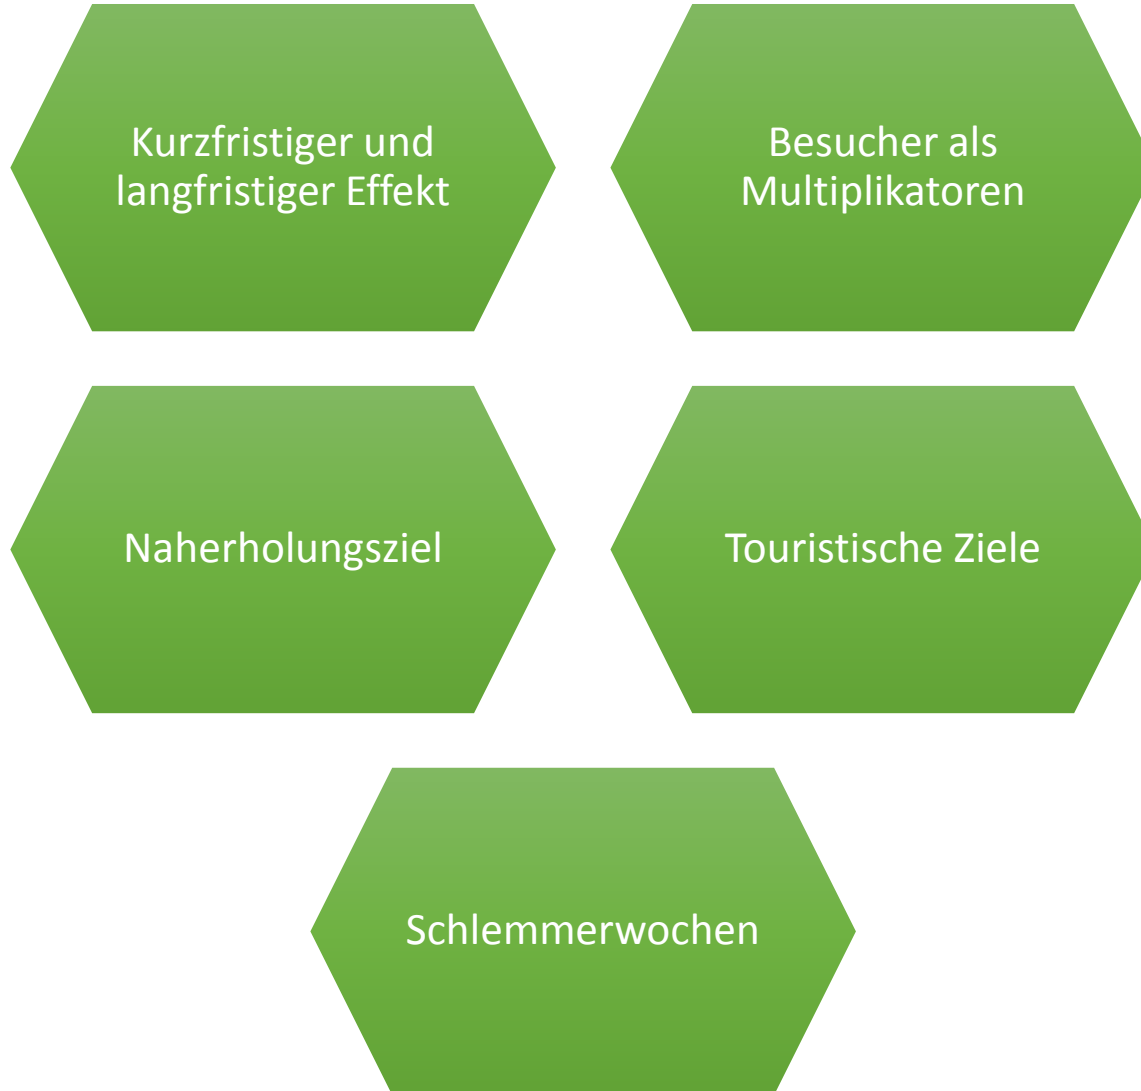 Kurzfristiger und
langfristiger Effekt
Besucher als
Multiplikatoren
Naherholungsziel
Touristische Ziele
Schlemmerwochen